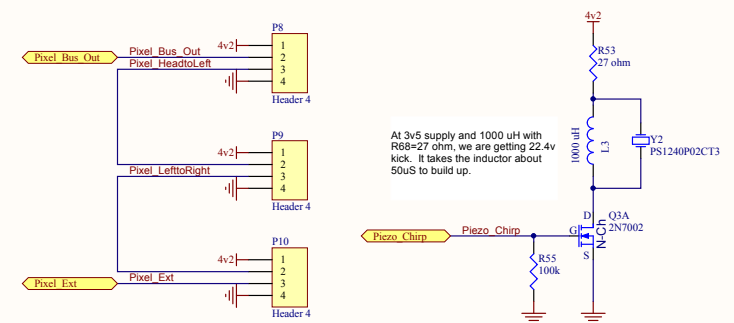 P8
4v2
1
2
3
4
Header 4
Pixel_Bus_Out
Pixel_Bus_Out
Pixel_HeadtoLeft
P9
4v2
1
2
3
4
Header 4
Pixel_LefttoRight
P10
4v2
1
2
3
4
Header 4
Pixel_Ext
Pixel_Ext
At 3v5 supply and 1000 uH with
R68=27 ohm, we are getting 22.4v
kick. It takes the inductor about
50uS to build up.
4v2
R53
27 ohm
1000 uH
L3
Y2
PS1240P02CT3
Piezo_Chirp
Piezo_Chirp
D
G
S
N-Ch
Q3A
2N7002
R55
100k